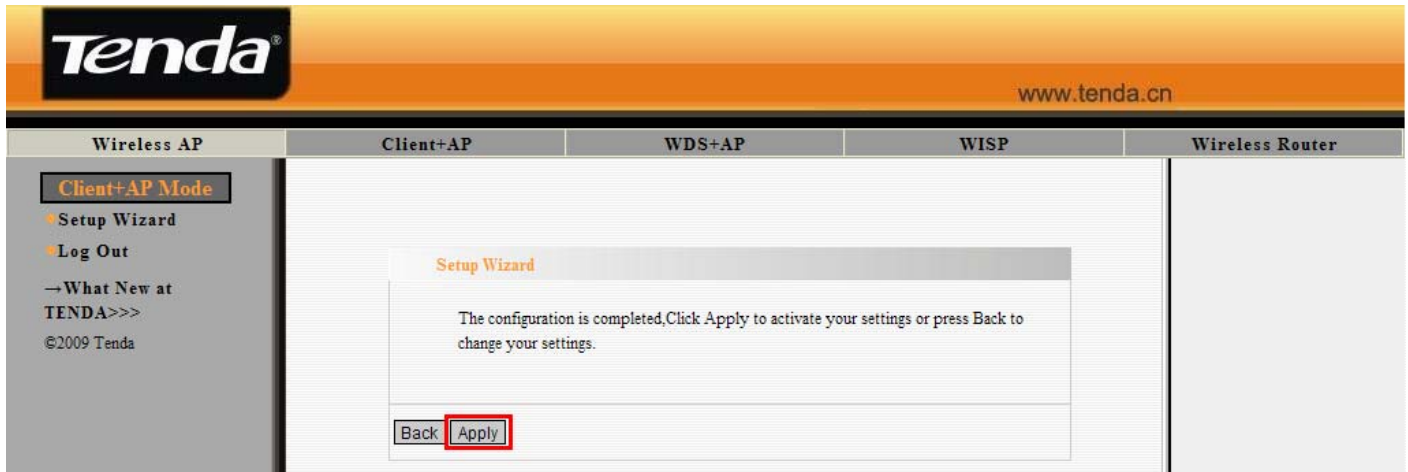 Tenda®
www.tenda.cn
Wireless AP
Client+AP
WDS+AP
WISP
Wireless Router
Client+AP Mode
Setup Wizard
Log Out
→What New at
TENDA>>>
©2009 Tenda
Setup Wizard
The configuration is completed,Click Apply to activate your settings or press Back to
change your settings.
Back
Apply